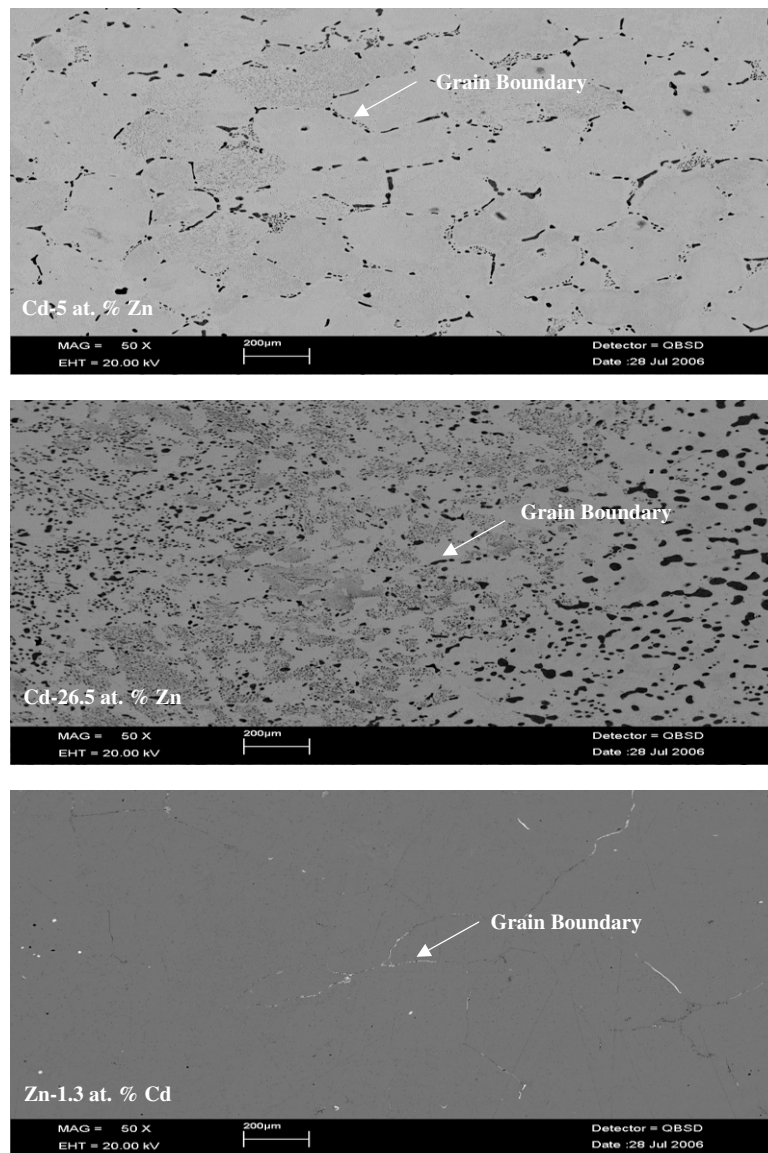 Grain Boundary
Cd-5 at. % Zn
MAG = 50 X
EHT = 20.00 kV
200µm
Detector = QBSD
Date :28 Jul 2006
Grain Boundary
Cd-26.5 at. % Zn
MAG = 50 X
EHT = 20.00 kV
200µm
Detector = QBSD
Date :28 Jul 2006
Grain Boundary
Zn-1.3 at. % Cd
MAG = 50 X
EHT = 20.00 kV
200µm
Detector = QBSD
Date :28 Jul 2006